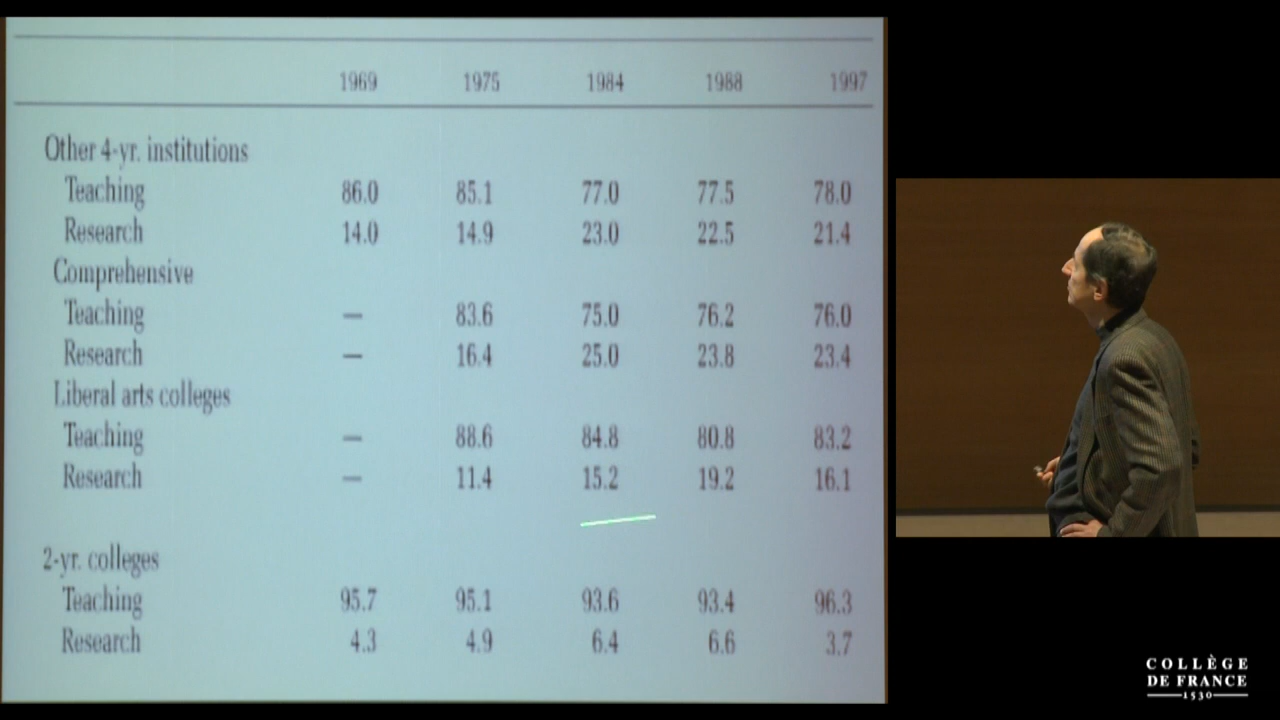 1969 1975 1984 1988 1997
Other 4-yr. institutions
Teaching 86.0 85.1 77.0 77.5 78.0
Research 14.0 14.9 23.0 22.5 21.4
Comprehensive
Teaching — 83.6 75.0 76.2 76.0
Research — 16.4 25.0 23.8 23.4
Liberal arts colleges
Teaching — 88.6 84.8 80.8 83.2
Research — 11.4 15.2 19.2 16.1
2-yr. colleges
Teaching 95.7 95.1 93.6 93.4 96.3
Research 4.3 4.9 6.4 6.6 3.7
COLLÈGE
DE FRANCE
1530